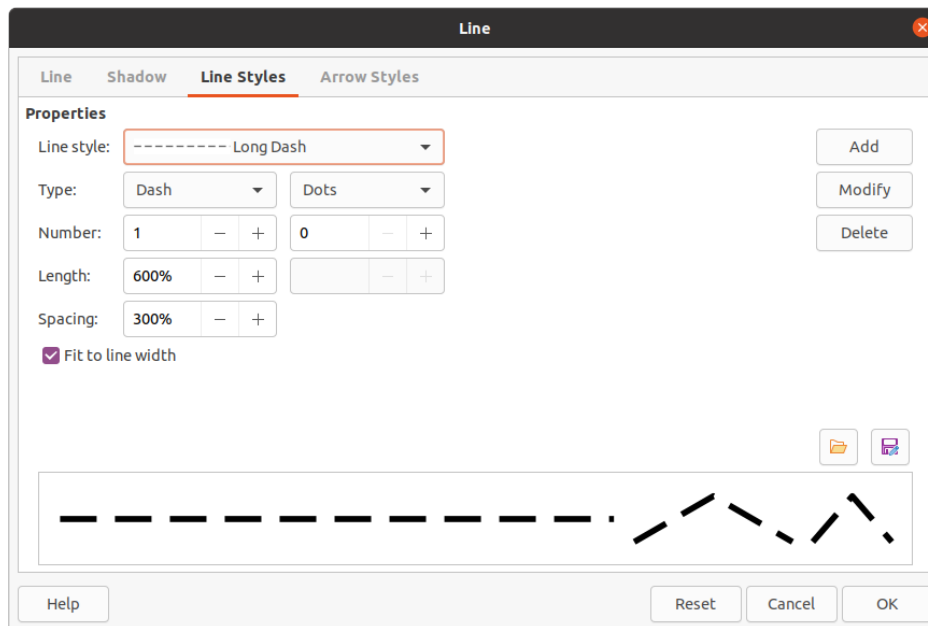 Line
Line Shadow Line Styles Arrow Styles
Properties
Line style: --------- Long Dash Add
Type: Dash Dots Modify
Number: 1 − + 0 − + Delete
Length: 600% − + − +
Spacing: 300% − +
Fit to line width
Help Reset Cancel OK